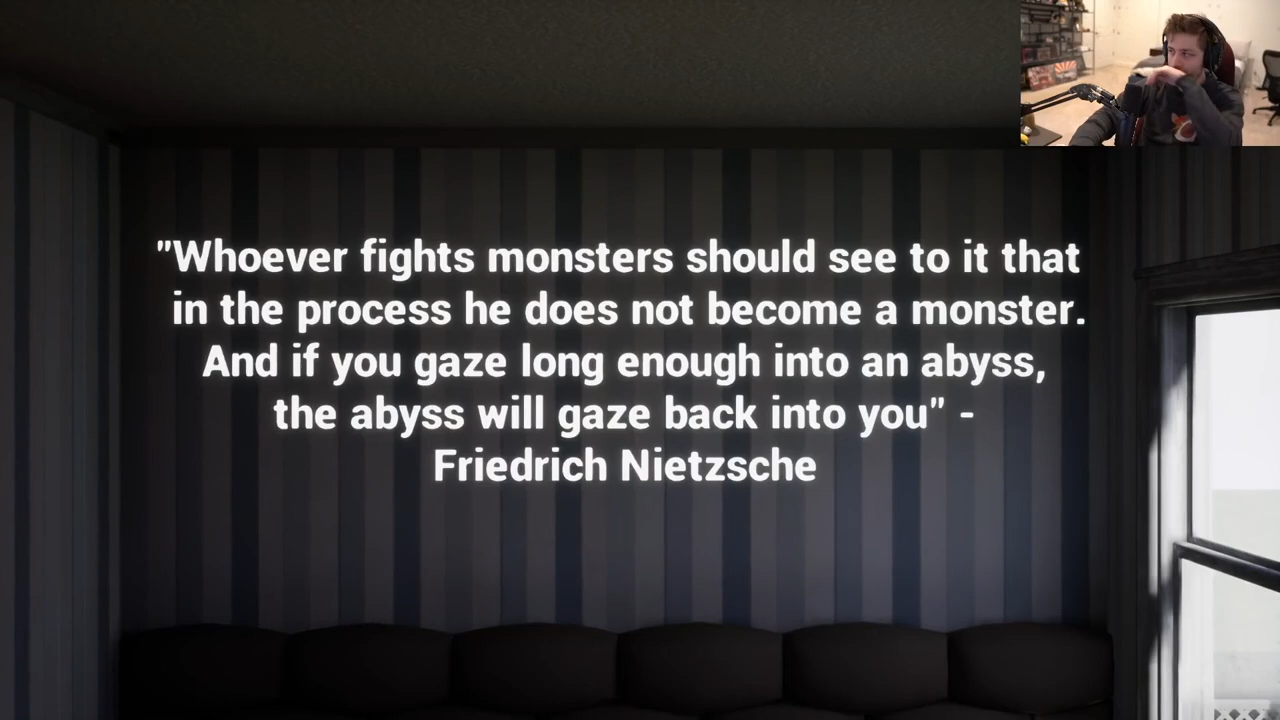 "Whoever fights monsters should see to it that
in the process he does not become a monster.
And if you gaze long enough into an abyss,
the abyss will gaze back into you" -
Friedrich Nietzsche